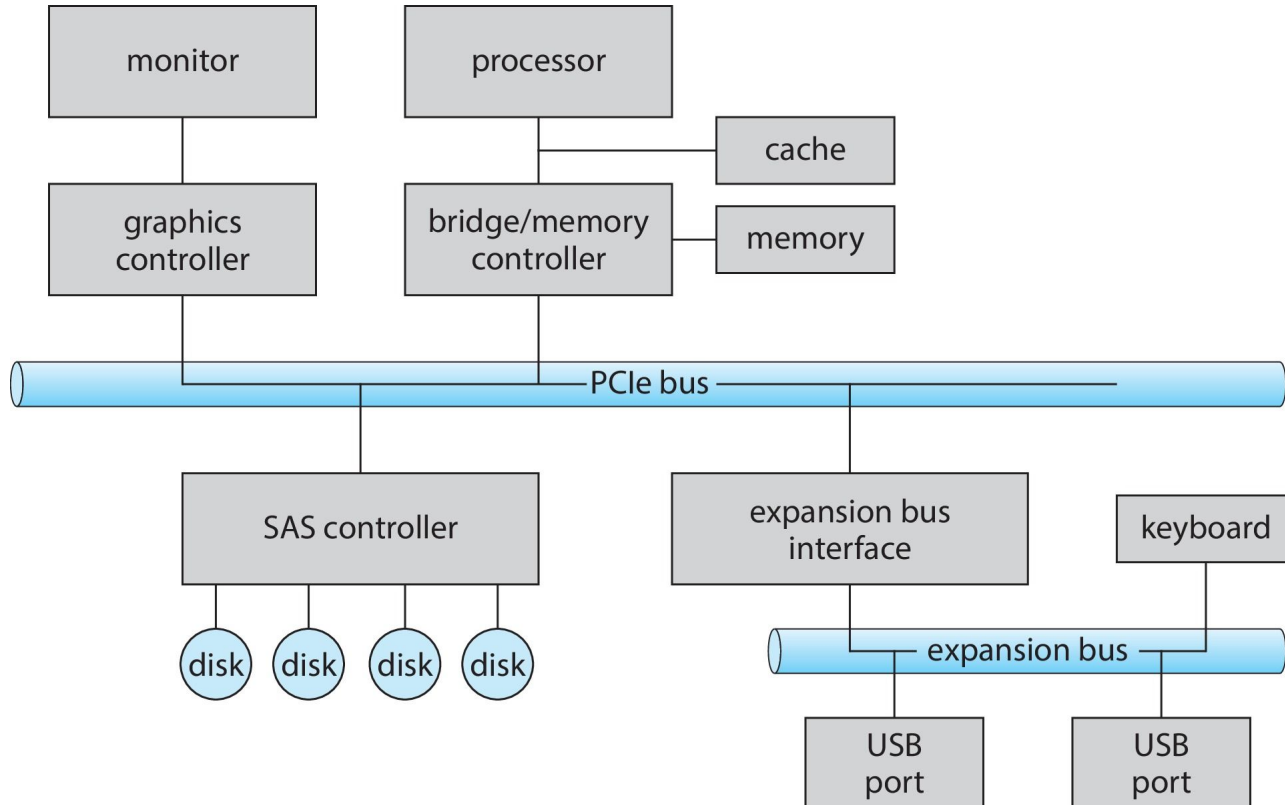 monitor
processor
cache
graphics
controller
bridge/memory
controller
memory
PCIe bus
SAS controller
expansion bus
interface
keyboard
disk
disk
disk
disk
expansion bus
USB
port
USB
port